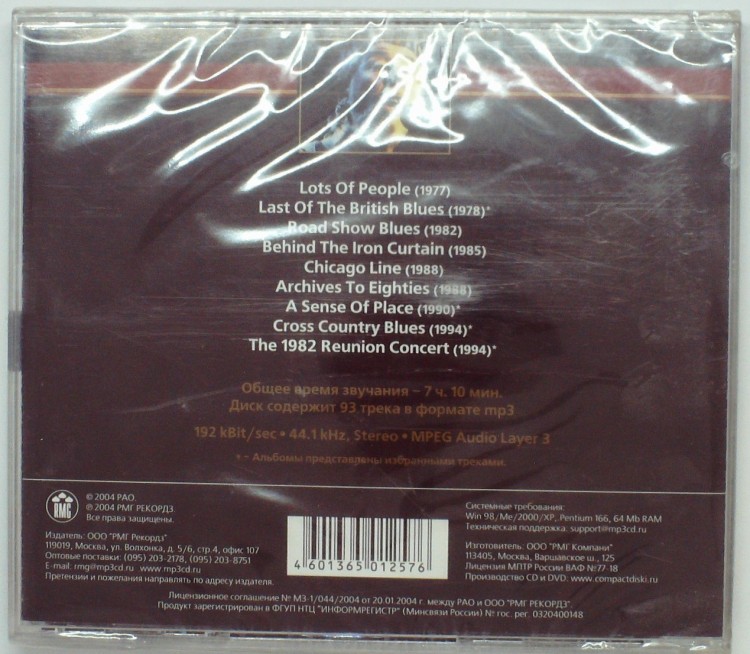 Lots Of People (1977)
Last Of The British Blues (1978)*
Road Show Blues (1982)
Behind The Iron Curtain (1985)
Chicago Line (1988)
Archives To Eighties (1988)
A Sense Of Place (1990)*
Cross Country Blues (1994)*
The 1982 Reunion Concert (1994)*
Общее время звучания – 7 ч. 10 мин.
Диск содержит 93 трека в формате mp3
192 kBit/sec • 44.1 kHz, Stereo • MPEG Audio Layer 3
* - Альбомы представлены избранными треками.
RMG
© 2004 РАО.
℗ 2004 РМГ РЕКОРДЗ.
Все права защищены.
Издатель: ООО "РМГ Рекордз"
119019, Москва, ул. Волхонка, д. 5/6, стр.4, офис 107
Оптовые поставки: (095) 203-2178, (095) 203-8751
E-mail: rmg@mp3cd.ru www.mp3cd.ru
Претензии и пожелания направлять по адресу издателя.
4601365012576
Системные требования:
Win 98/Me/2000/XP, Pentium 166, 64 Mb RAM
Техническая поддержка: support@mp3cd.ru
Изготовитель: ООО "РМГ Компани"
113405, Москва, Варшавское ш., 125
Лицензия МПТР России ВАФ №77-18
Производство CD и DVD: www.compactdiski.ru
Лицензионное соглашение № МЗ-1/044/2004 от 20.01.2004 г. между РАО и ООО "РМГ РЕКОРДЗ".
Продукт зарегистрирован в ФГУП НТЦ "ИНФОРМРЕГИСТР" (Минсвязи России) № гос. рег. 0320400148